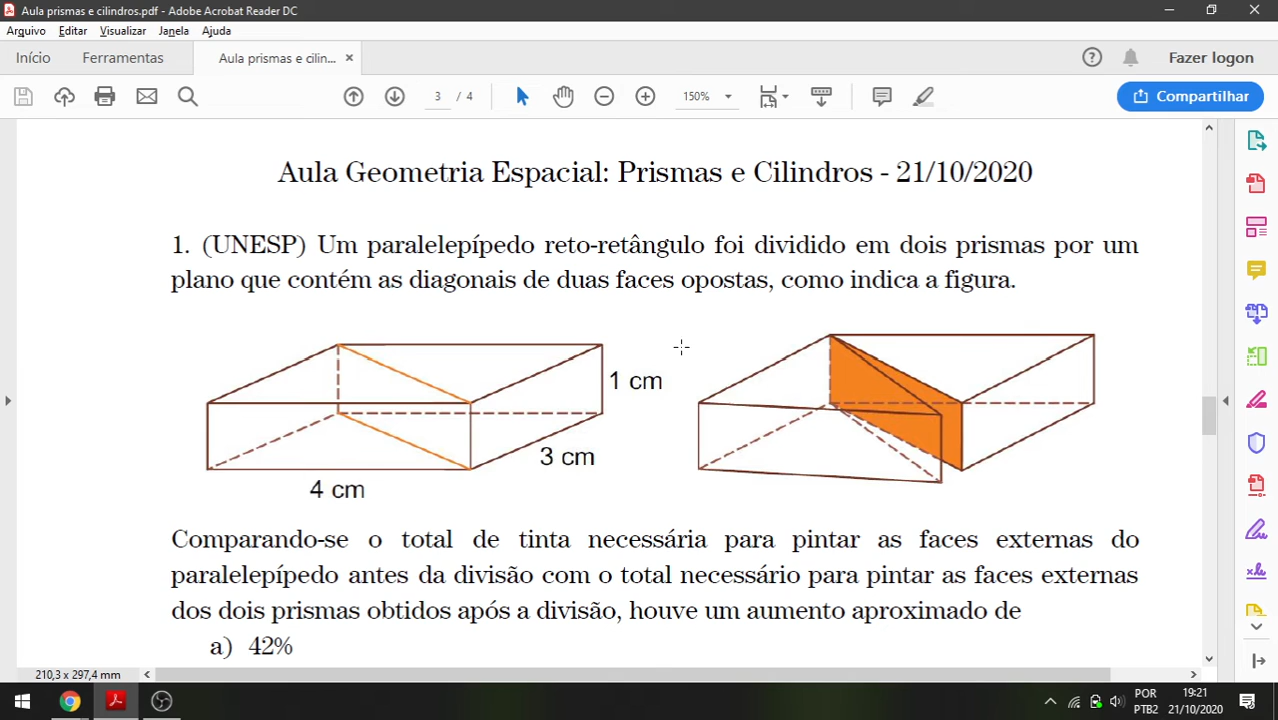 Aula prismas e cilindros.pdf - Adobe Acrobat Reader DC
Arquivo Editar Visualizar Janela Ajuda
Início Ferramentas Aula prismas e cilin... × Fazer logon
3 / 4 150% Compartilhar
Aula Geometria Espacial: Prismas e Cilindros - 21/10/2020
1. (UNESP) Um paralelepípedo reto-retângulo foi dividido em dois prismas por um
plano que contém as diagonais de duas faces opostas, como indica a figura.
1 cm
3 cm
4 cm
Comparando-se o total de tinta necessária para pintar as faces externas do
paralelepípedo antes da divisão com o total necessário para pintar as faces externas
dos dois prismas obtidos após a divisão, houve um aumento aproximado de
a) 42%
210,3 x 297,4 mm
POR 19:21
PTB2 21/10/2020